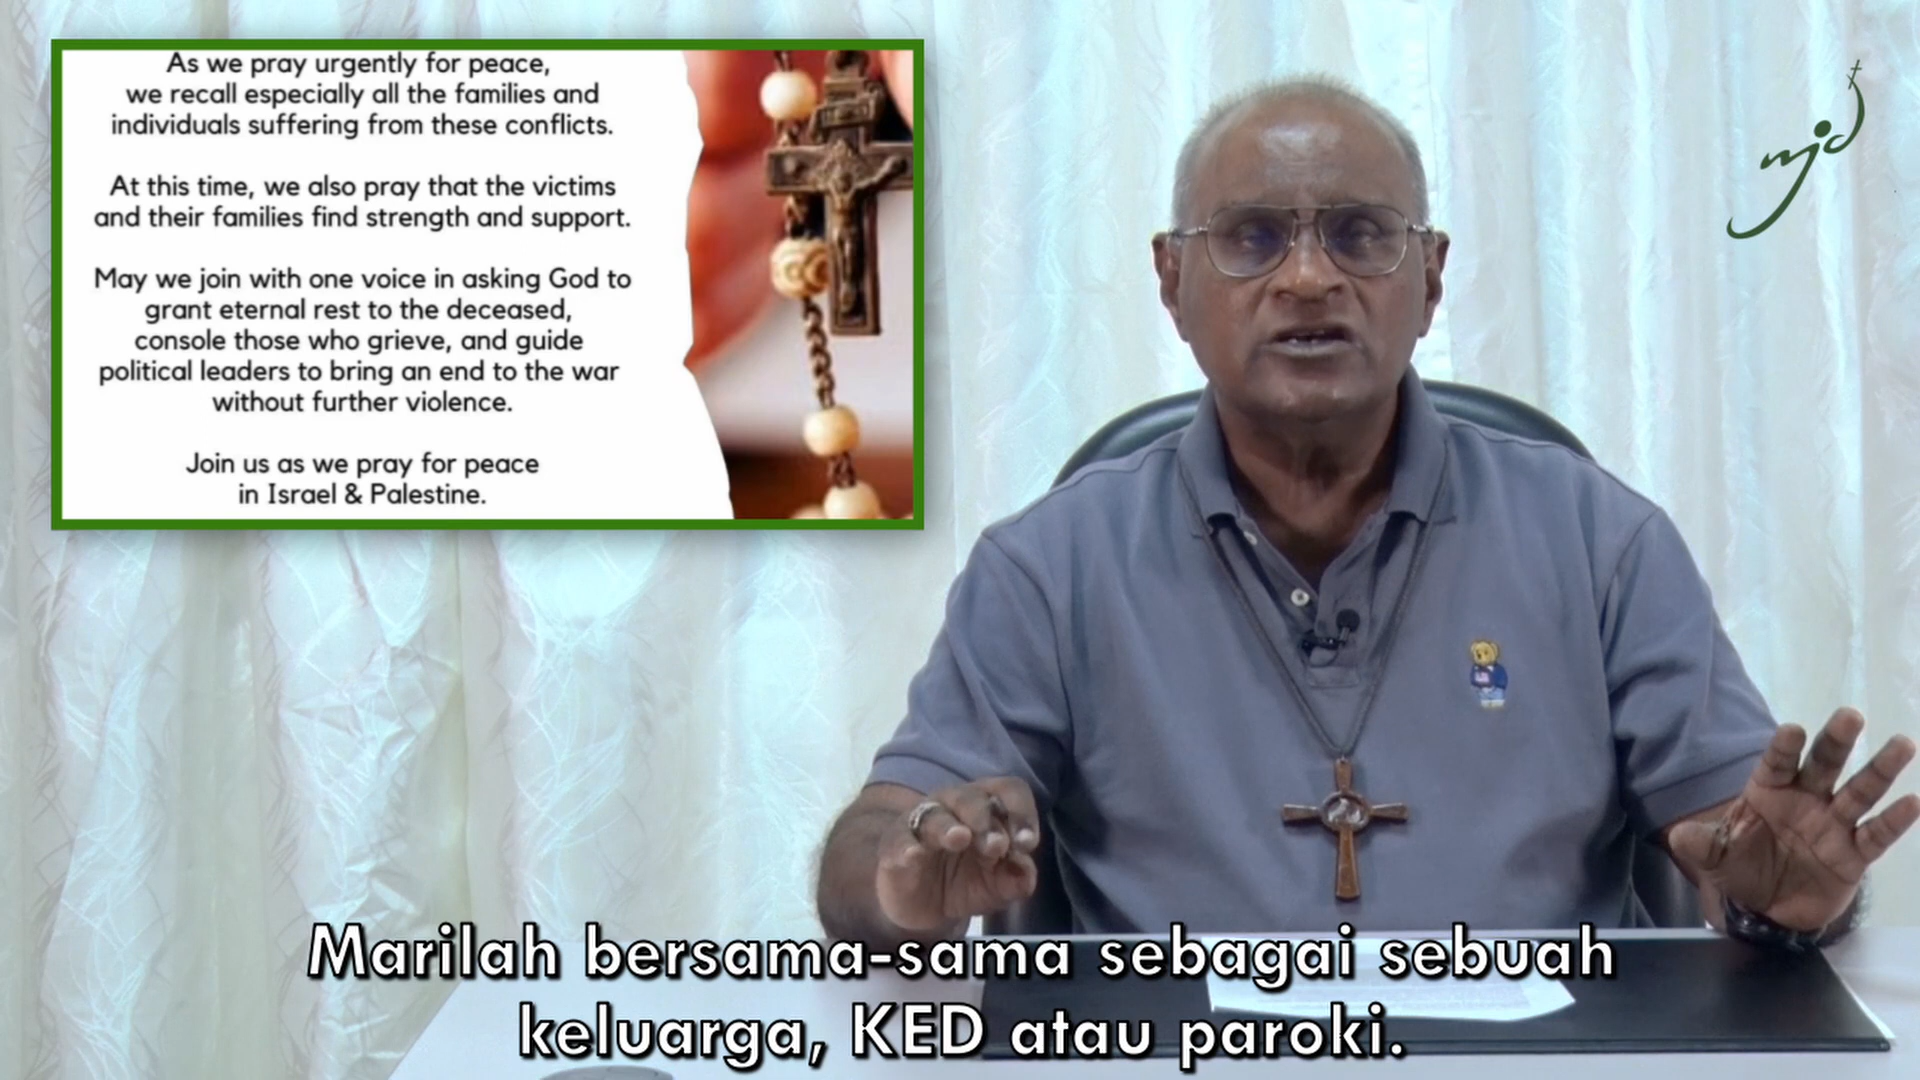 As we pray urgently for peace,
we recall especially all the families and
individuals suffering from these conflicts.
At this time, we also pray that the victims
and their families find strength and support.
May we join with one voice in asking God to
grant eternal rest to the deceased,
console those who grieve, and guide
political leaders to bring an end to the war
without further violence.
Join us as we pray for peace
in Israel & Palestine.
mjd
Marilah bersama-sama sebagai sebuah
keluarga, KED atau paroki.